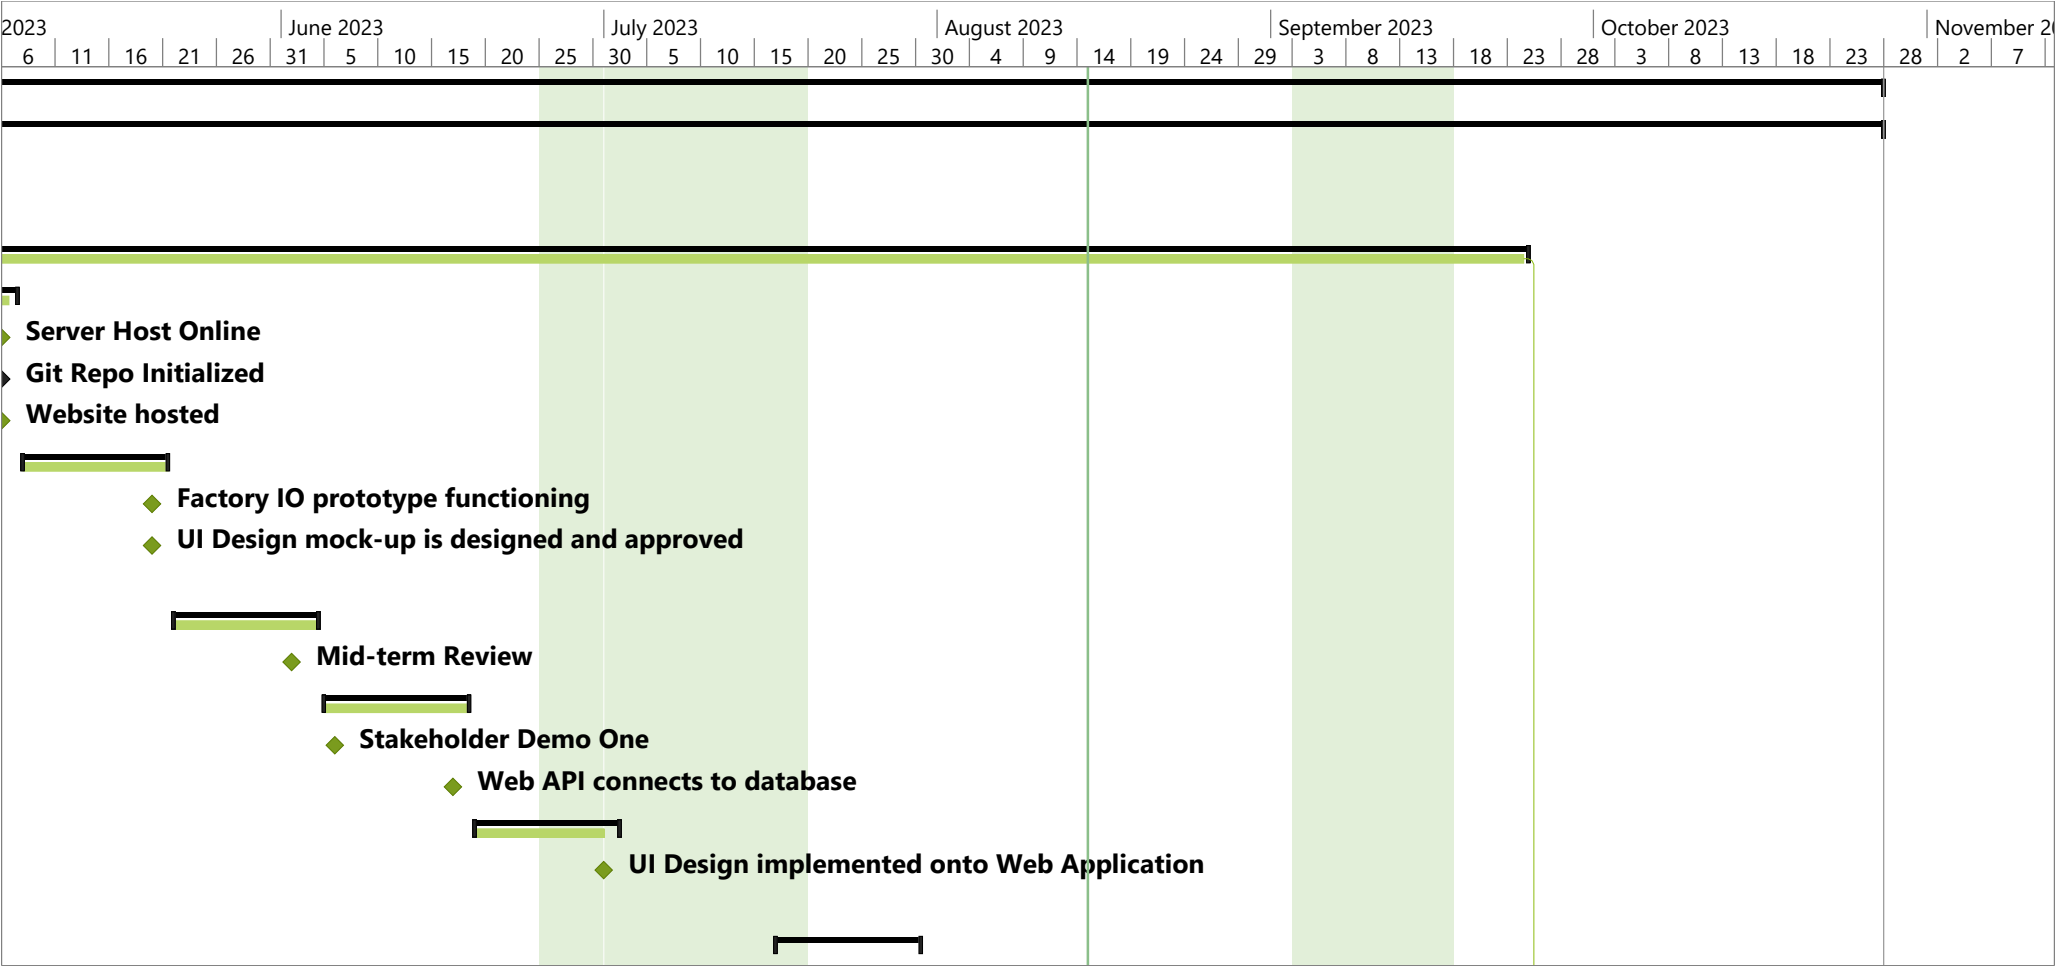 2023 June 2023 July 2023 August 2023 September 2023 October 2023 November 20
6 11 16 21 26 31 5 10 15 20 25 30 5 10 15 20 25 30 4 9 14 19 24 29 3 8 13 18 23 28 3 8 13 18 23 28 2 7
Server Host Online
Git Repo Initialized
Website hosted
Factory IO prototype functioning
UI Design mock-up is designed and approved
Mid-term Review
Stakeholder Demo One
Web API connects to database
UI Design implemented onto Web Application